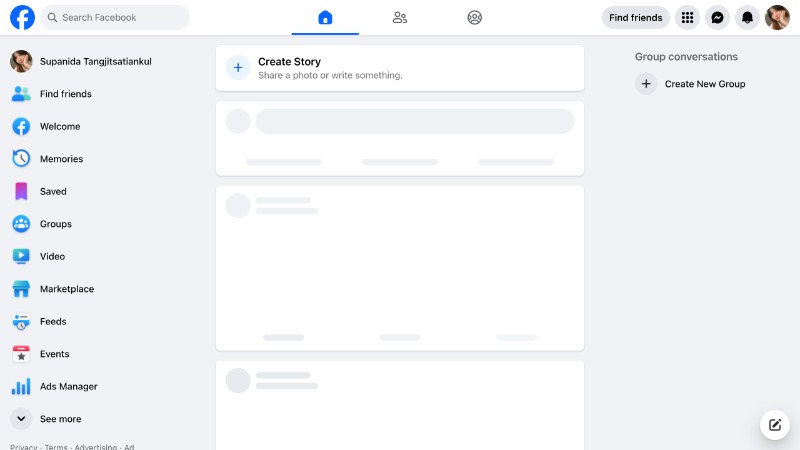 Search Facebook
Find friends
Supanida Tangjitsatiankul
Find friends
Welcome
Memories
Saved
Groups
Video
Marketplace
Feeds
Events
Ads Manager
See more
Privacy · Terms · Advertising · Ad
Create Story
Share a photo or write something.
Group conversations
Create New Group